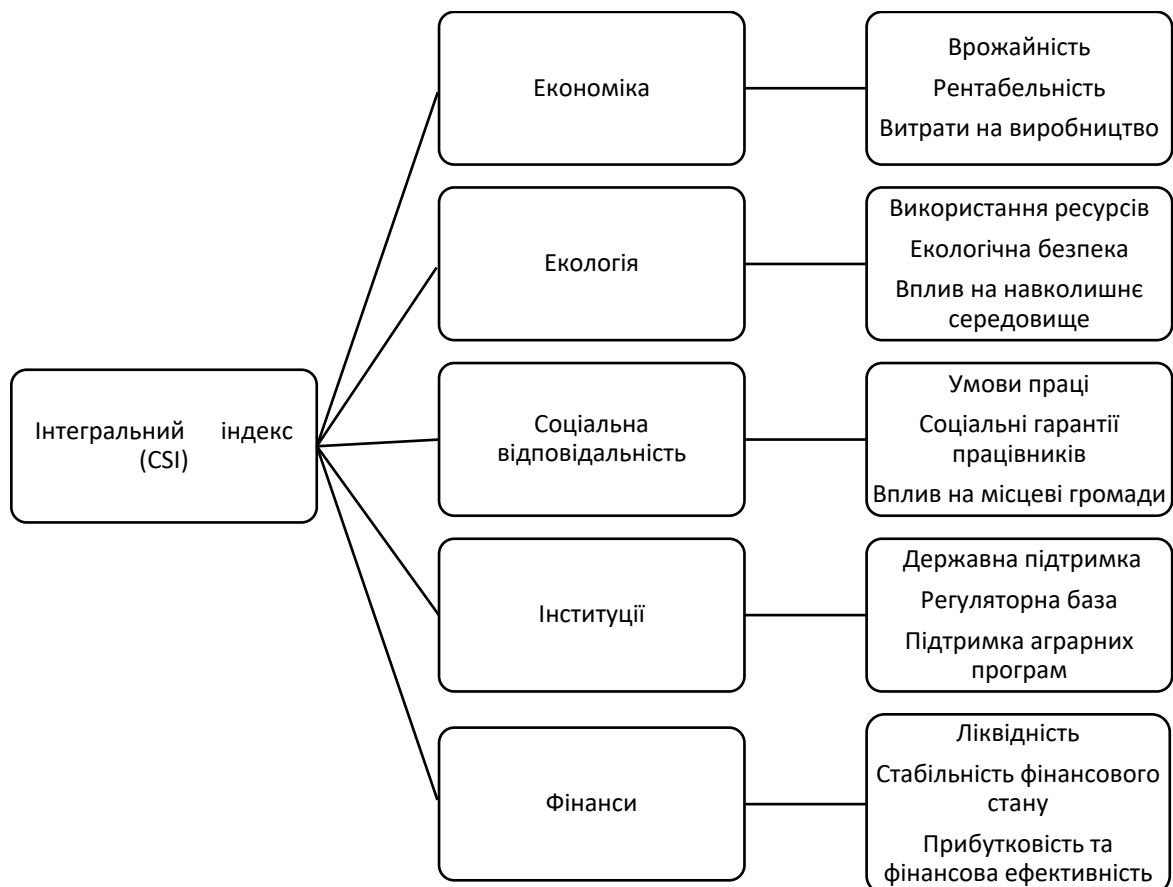 Інтегральний індекс
(CSI)
Економіка
Врожайність
Рентабельність
Витрати на виробництво
Екологія
Використання ресурсів
Екологічна безпека
Вплив на навколишнє
середовище
Соціальна
відповідальність
Умови праці
Соціальні гарантії
працівників
Вплив на місцеві громади
Інституції
Державна підтримка
Регуляторна база
Підтримка аграрних
програм
Фінанси
Ліквідність
Стабільність фінансового
стану
Прибутковість та
фінансова ефективність